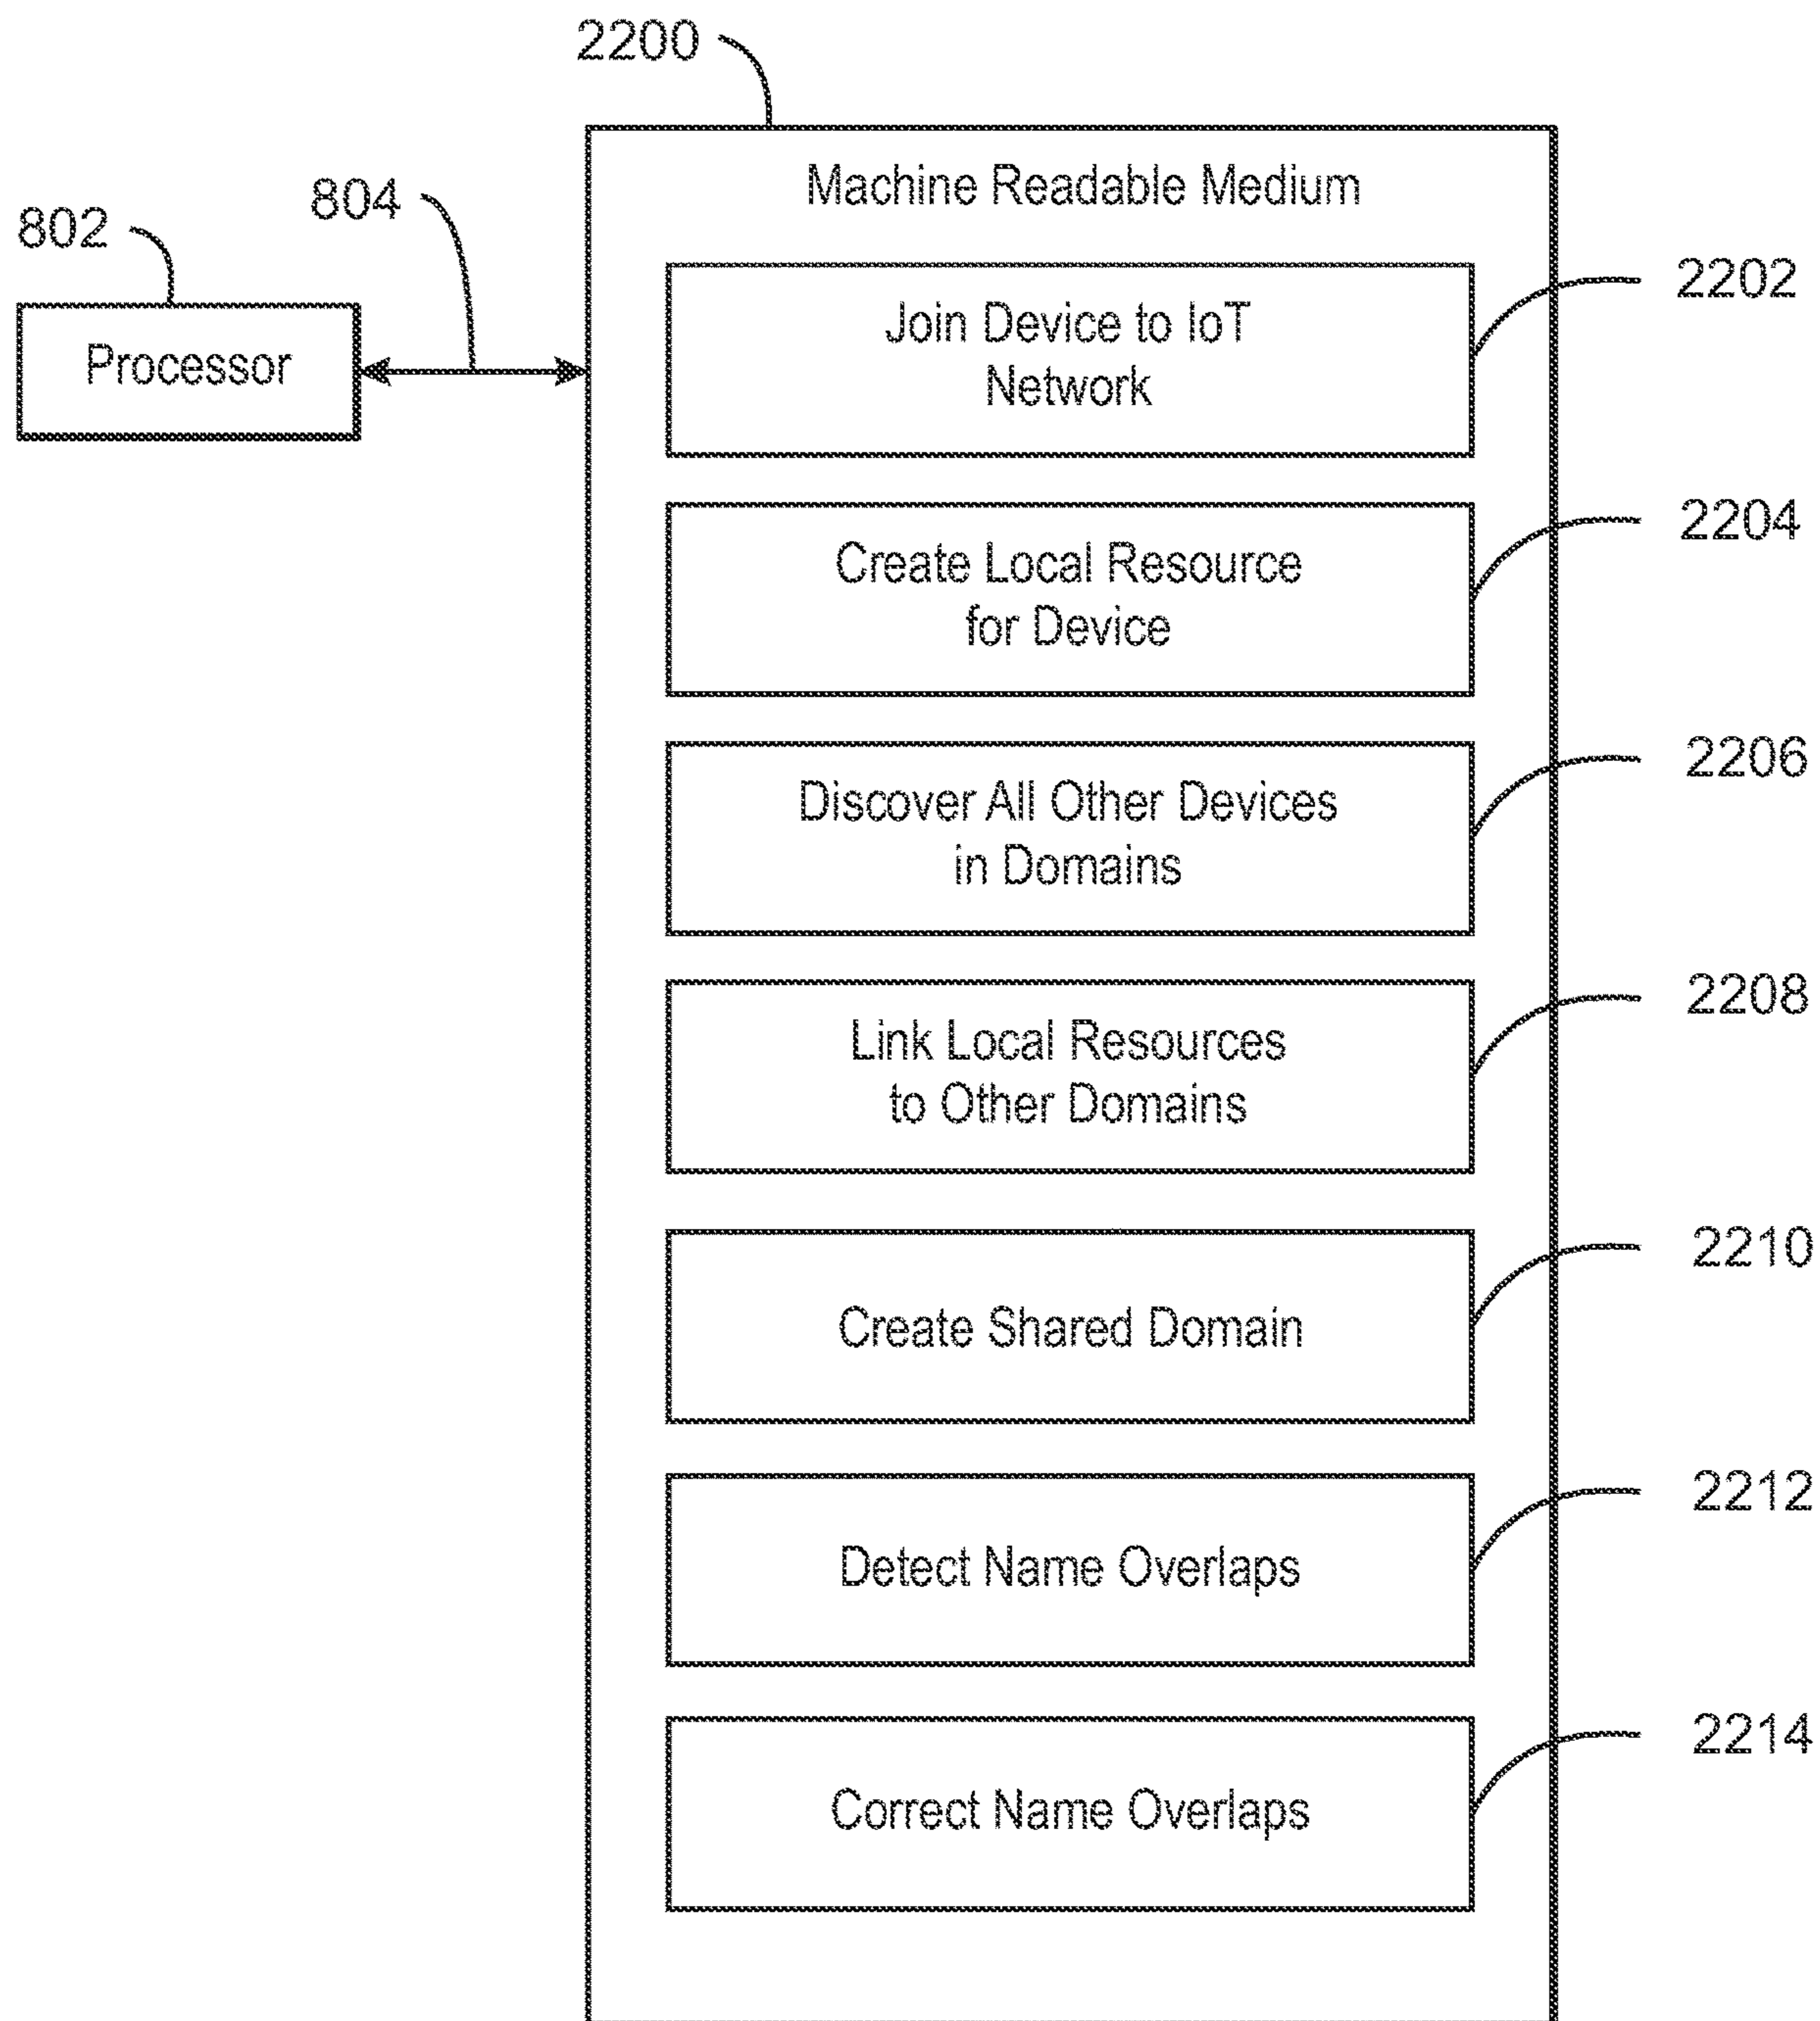 2200
Machine Readable Medium
804
802
Processor
Join Device to IoT
Network
2202
Create Local Resource
for Device
2204
Discover All Other Devices
in Domains
2206
Link Local Resources
to Other Domains
2208
Create Shared Domain
2210
Detect Name Overlaps
2212
Correct Name Overlaps
2214